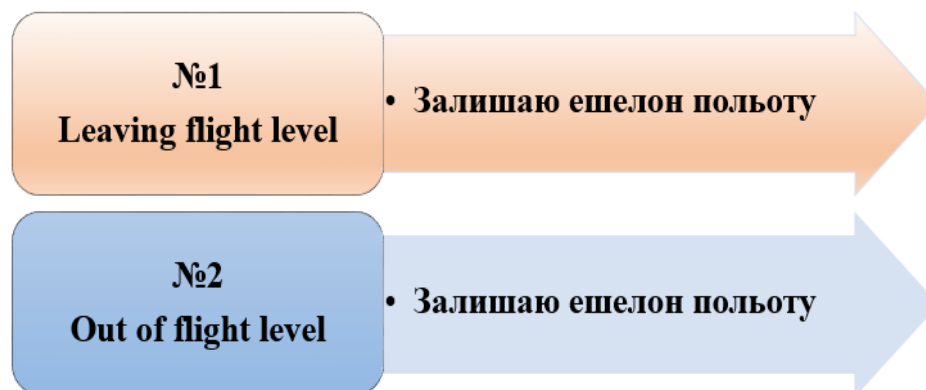 №1
Leaving flight level
• Залишаю ешелон польоту
№2
Out of flight level
• Залишаю ешелон польоту